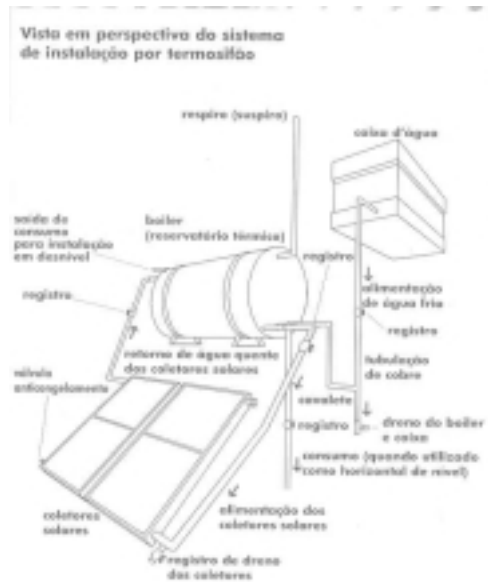 Vista em perspectiva do sistema
de instalação por termosifão
respiro (suspiro)
caixa d'água
saída de
consumo
para instalação
em desnível
boiler
(reservatório térmico)
registro
alimentação
de água fria
registro
registro
retorno de água quente
dos coletores solares
tubulação
de cobre
válvula
anticongelamento
cavalete
registro
dreno do boiler
e caixa
consumo (quando utilizado
como horizontal de nível)
coletores
solares
alimentação dos
coletores solares
registro de dreno
dos coletores